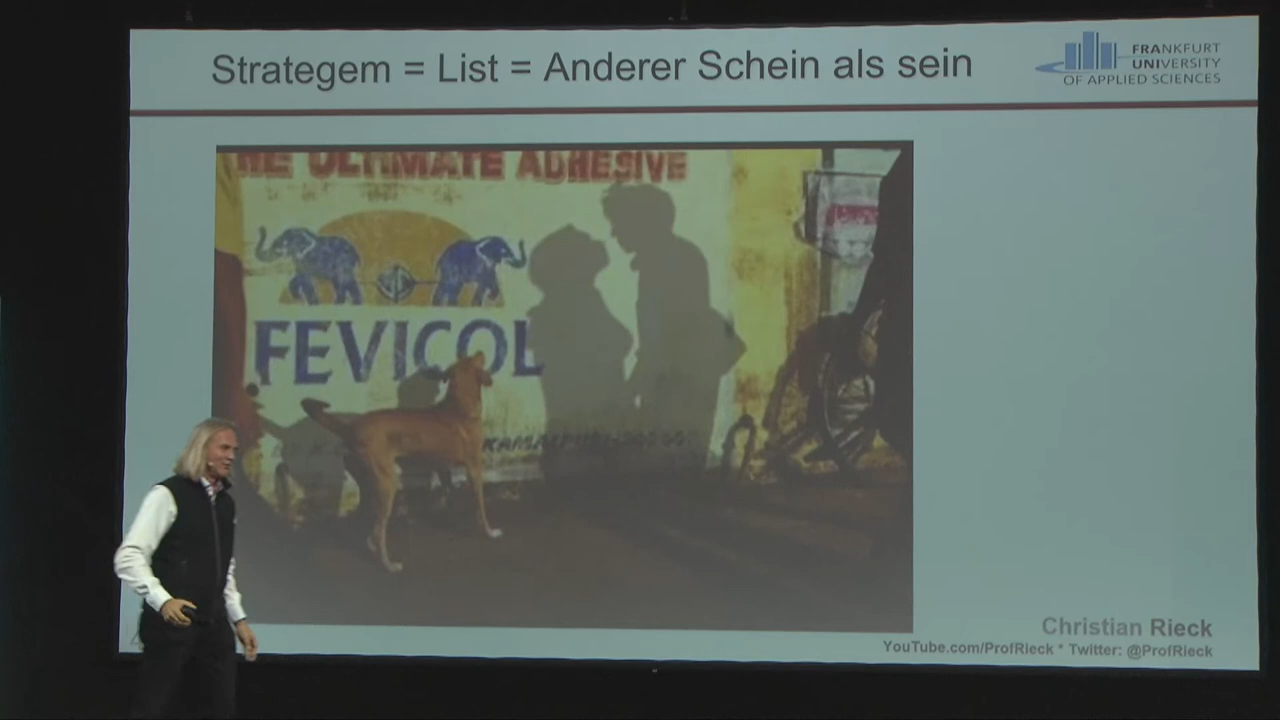 Strategem = List = Anderer Schein als sein
FRANKFURT
UNIVERSITY
OF APPLIED SCIENCES
HE ULTIMATE ADHESIVE
FEVICOL
Christian Rieck
YouTube.com/ProfRieck * Twitter: @ProfRieck